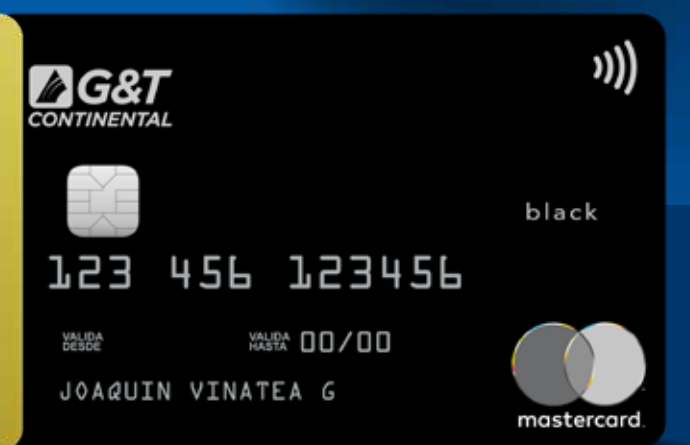 G&T
CONTINENTAL
black
123 456 123456
VALIDA DESDE
VALIDA HASTA 00/00
JOAQUIN VINATEA G
mastercard.